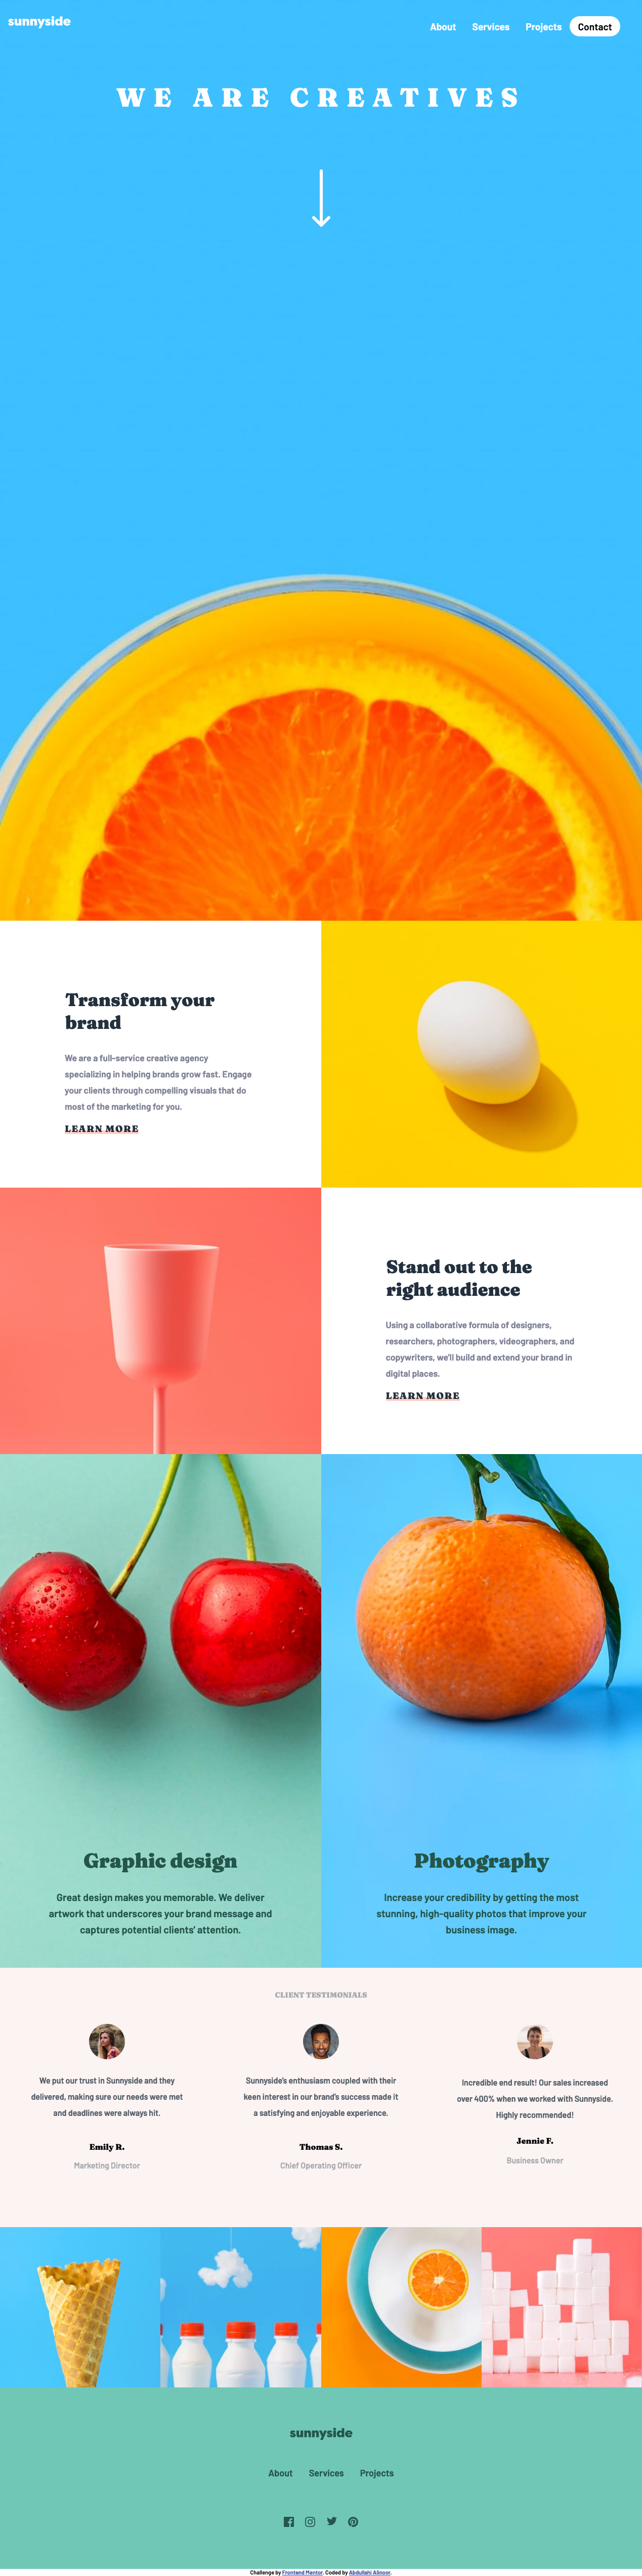 sunnyside
About Services Projects Contact
WE ARE CREATIVES
Transform your
brand
We are a full-service creative agency
specializing in helping brands grow fast. Engage
your clients through compelling visuals that do
most of the marketing for you.
LEARN MORE
Stand out to the
right audience
Using a collaborative formula of designers,
researchers, photographers, videographers, and
copywriters, we'll build and extend your brand in
digital places.
LEARN MORE
Graphic design
Great design makes you memorable. We deliver
artwork that underscores your brand message and
captures potential clients' attention.
Photography
Increase your credibility by getting the most
stunning, high-quality photos that improve your
business image.
CLIENT TESTIMONIALS
We put our trust in Sunnyside and they
delivered, making sure our needs were met
and deadlines were always hit.
Emily R.
Marketing Director
Sunnyside's enthusiasm coupled with their
keen interest in our brand's success made it
a satisfying and enjoyable experience.
Thomas S.
Chief Operating Officer
Incredible end result! Our sales increased
over 400% when we worked with Sunnyside.
Highly recommended!
Jennie F.
Business Owner
sunnyside
About Services Projects
Challenge by Frontend Mentor. Coded by Abdullahi Alinoor.